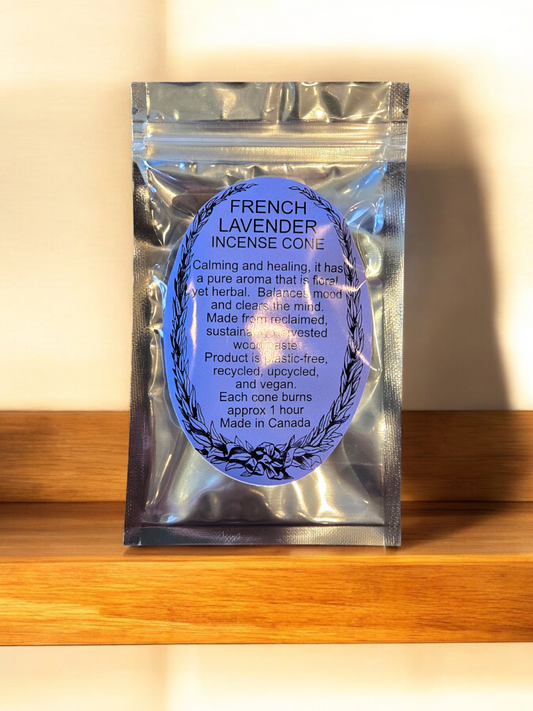 FRENCH
LAVENDER
INCENSE CONE
Calming and healing, it has
a pure aroma that is floral
yet herbal. Balances mood
and clears the mind.
Made from reclaimed,
sustainably harvested
wood waste
Product is plastic-free,
recycled, upcycled,
and vegan.
Each cone burns
approx 1 hour
Made in Canada